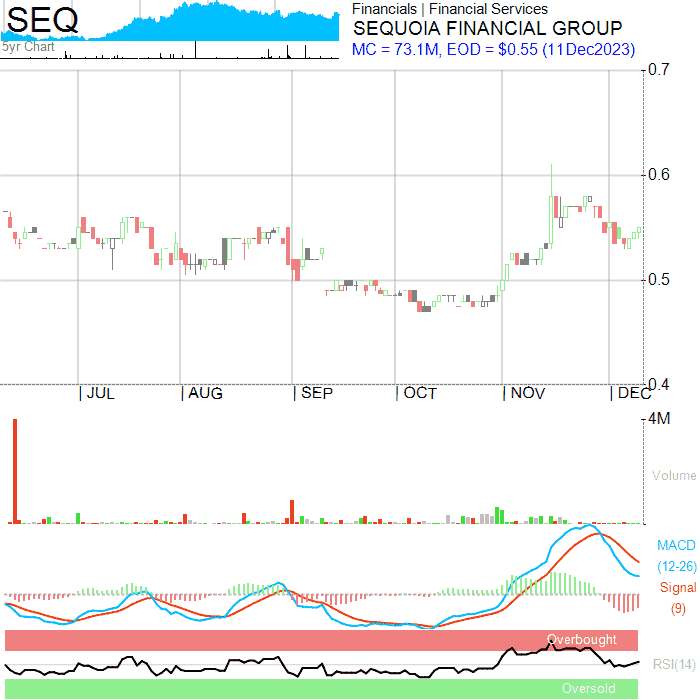 SEQ
5yr Chart
Financials | Financial Services
SEQUOIA FINANCIAL GROUP
MC = 73.1M, EOD = $0.55 (11Dec2023)
0.7
0.6
0.5
0.4
| JUL | AUG | SEP | OCT | NOV | DEC
4M
Volume
MACD
(12-26)
Signal
(9)
Overbought
RSI(14)
Oversold